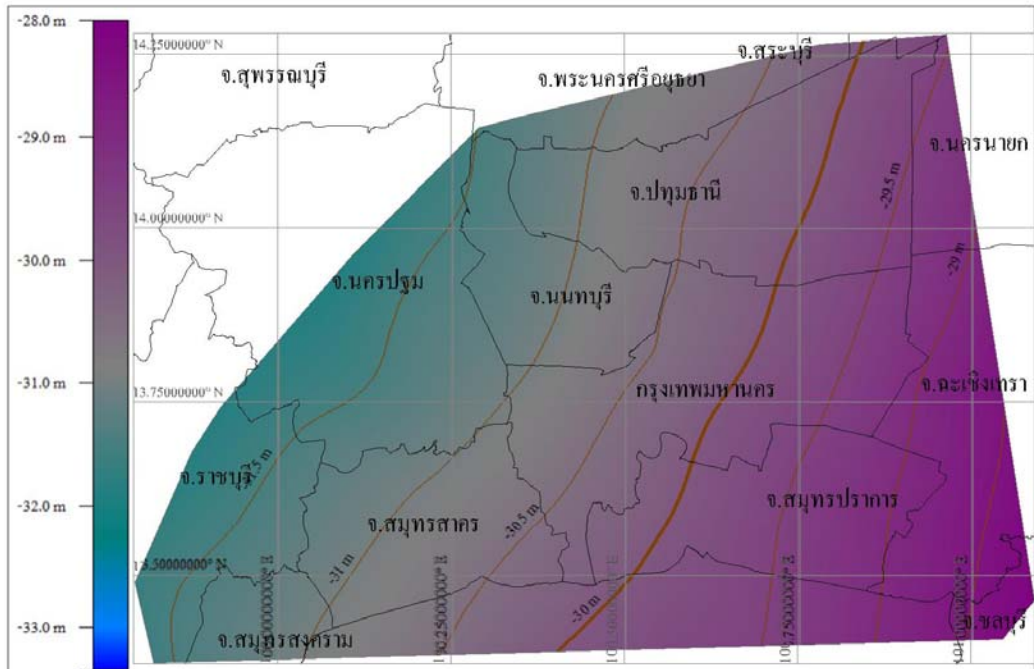 -28.0 m
-29.0 m
-30.0 m
-31.0 m
-32.0 m
-33.0 m
14.25000000° N
จ.สุพรรณบุรี
จ.พระนครศรีอยุธยา
จ.สระบุรี
จ.นครนายก
จ.ปทุมธานี
-29.5 m
14.00000000° N
-29 m
จ.นครปฐม
จ.นนทบุรี
13.75000000° N
กรุงเทพมหานคร
จ.ฉะเชิงเทรา
จ.ราชบุรี
จ.สมุทรสาคร
-30.5 m
จ.สมุทรปราการ
13.50000000° N
-31 m
-30 m
100.25000000° E
100.50000000° E
100.75000000° E
จ.สมุทรสงคราม
จ.ชลบุรี